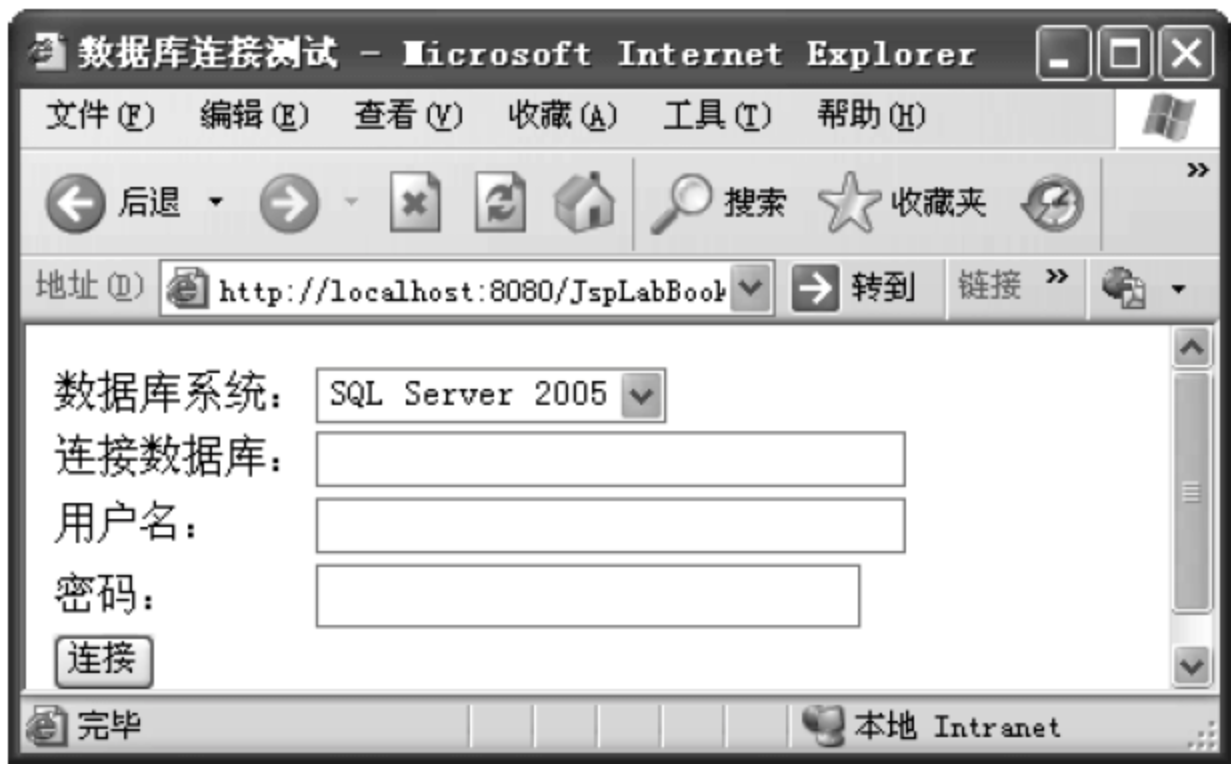 数据库连接测试 - Microsoft Internet Explorer
文件(F) 编辑(E) 查看(V) 收藏(A) 工具(T) 帮助(H)
后退 搜索 收藏夹 »
地址(D) http://localhost:8080/JspLabBook 转到 链接 »
数据库系统： SQL Server 2005
连接数据库：
用户名：
密码：
连接
完毕 本地 Intranet